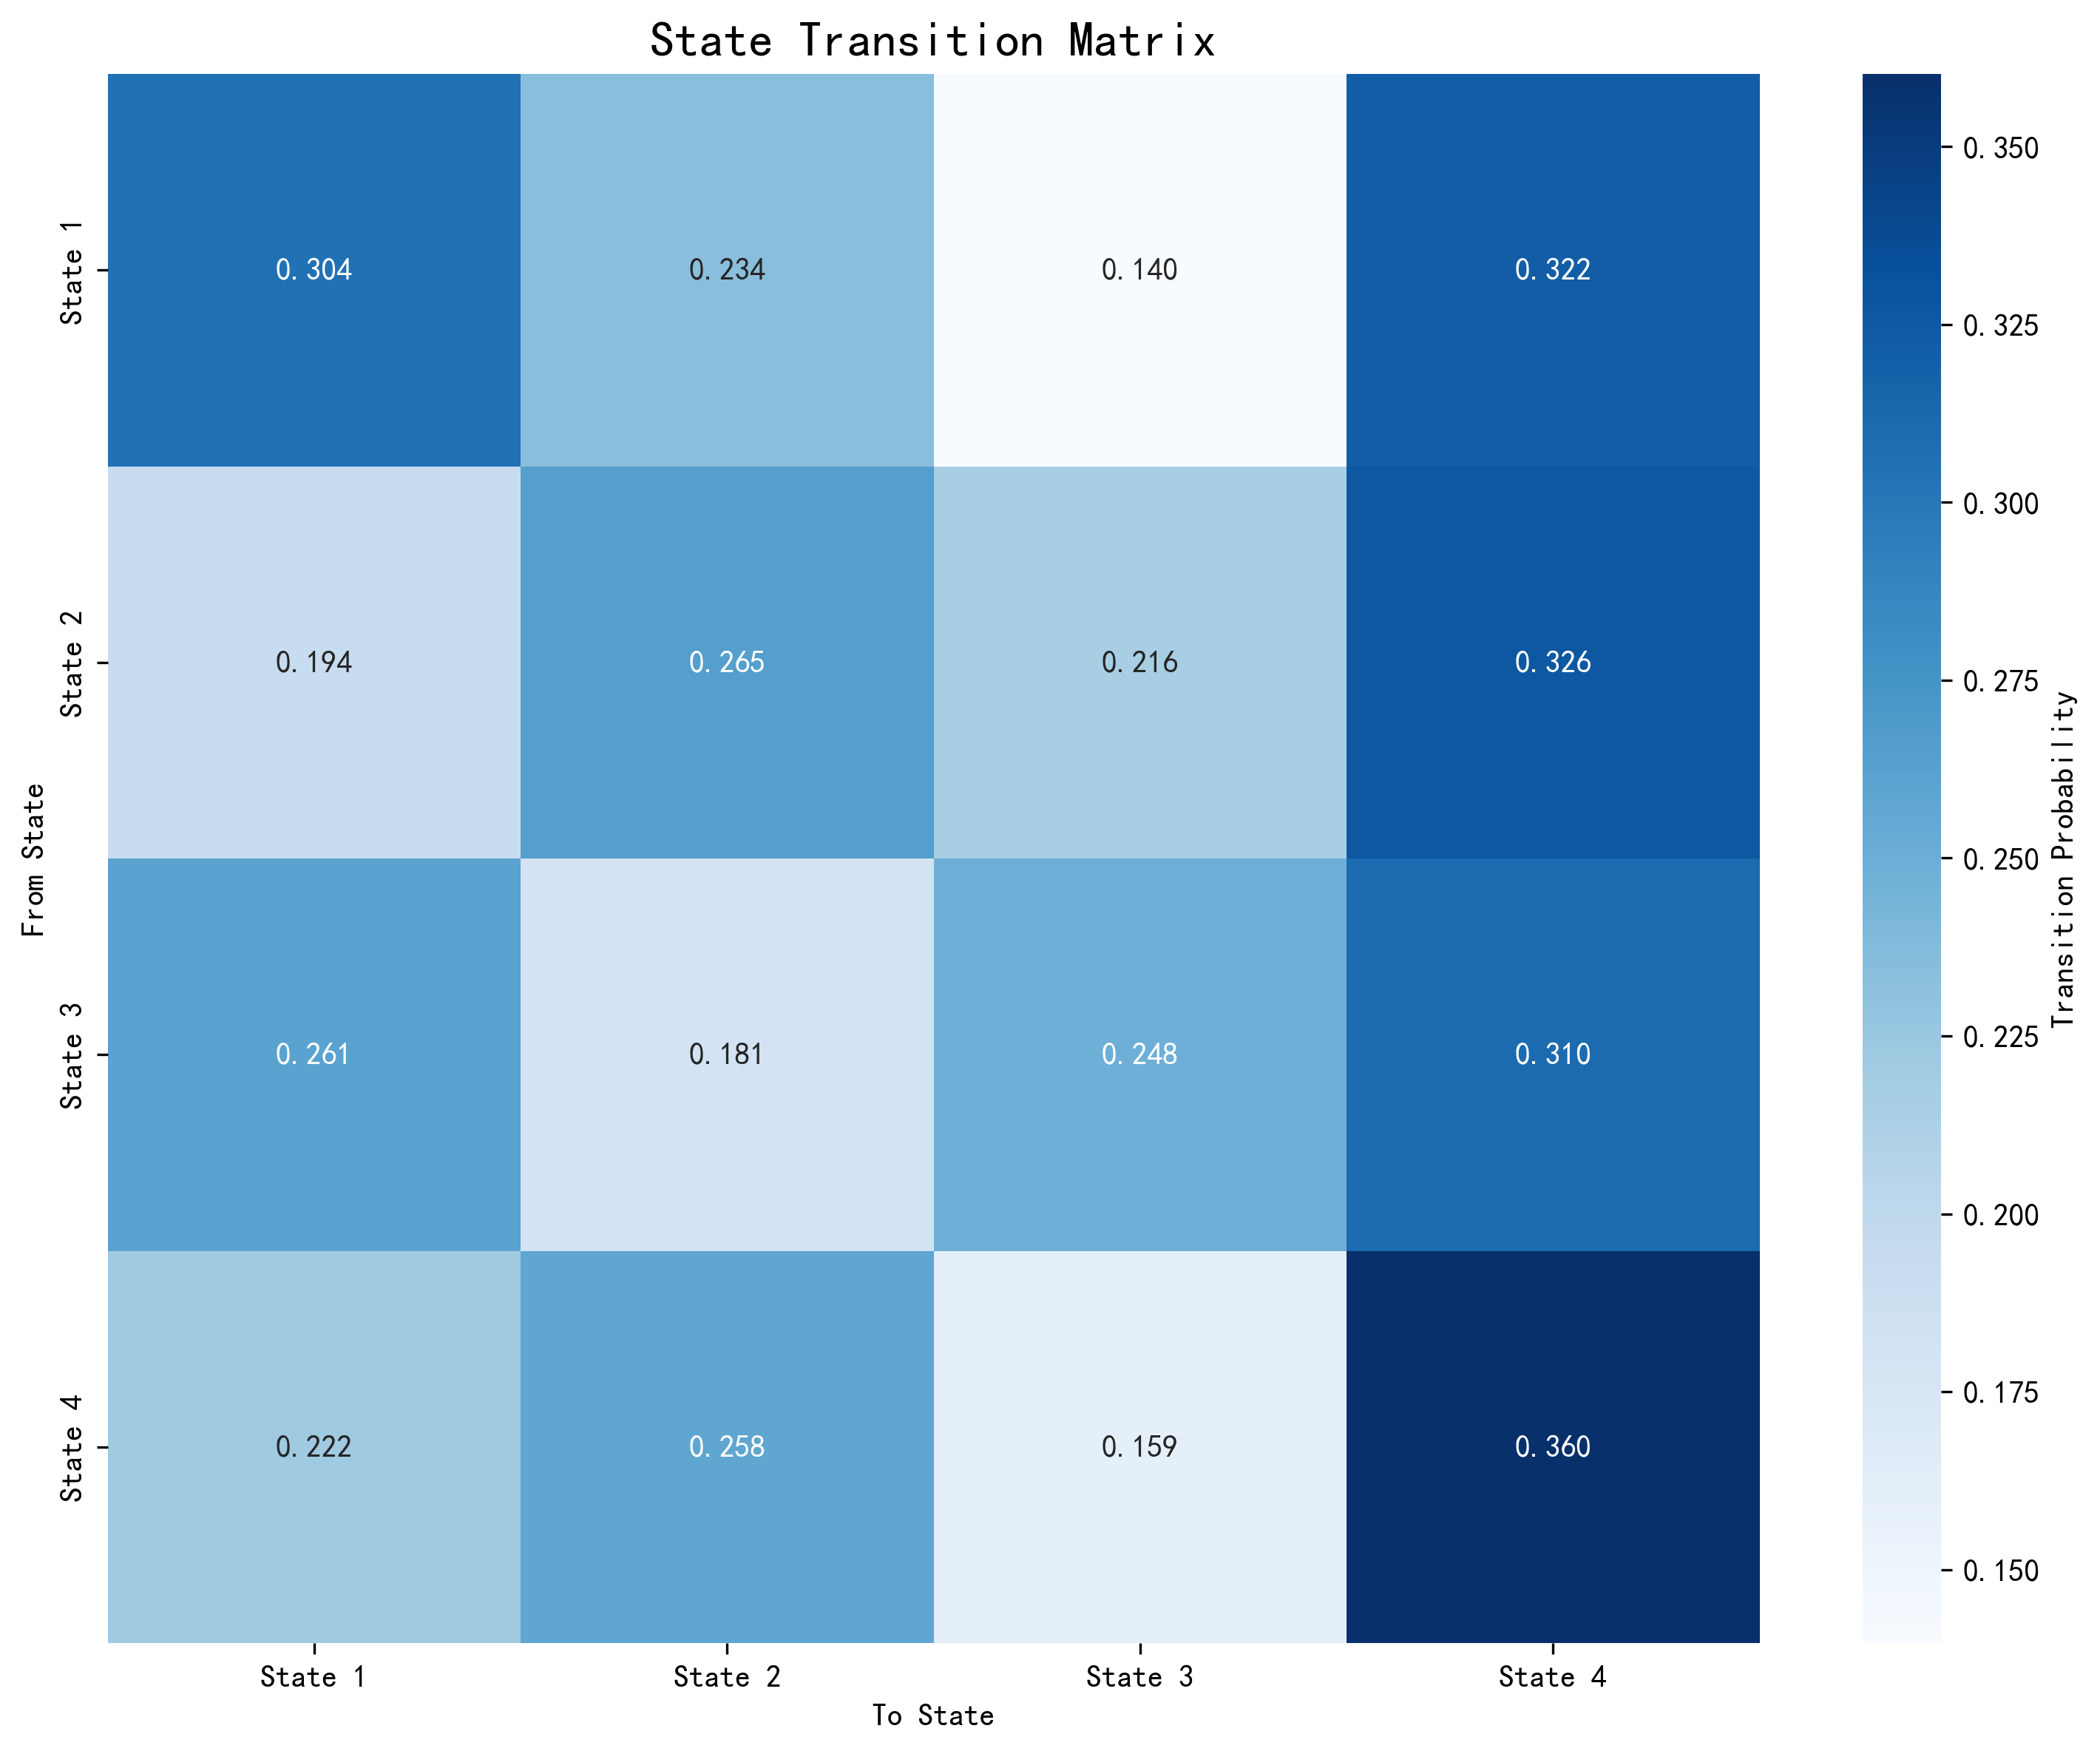 State Transition Matrix
State 1
0.304 0.234 0.140 0.322
State 2
0.194 0.265 0.216 0.326
State 3
0.261 0.181 0.248 0.310
State 4
0.222 0.258 0.159 0.360
From State
State 1 State 2 State 3 State 4
To State
0.350
0.325
0.300
0.275
0.250
0.225
0.200
0.175
0.150
Transition Probability